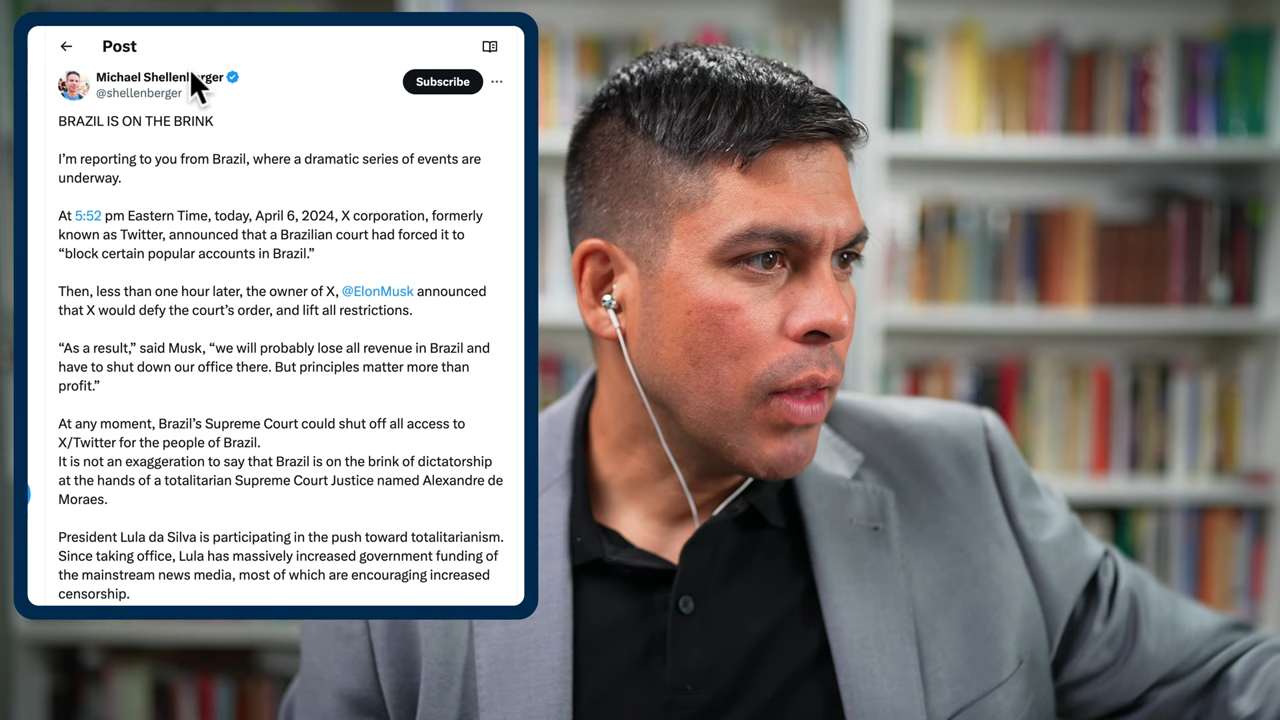 Post
Michael Shellenberger
Subscribe
@shellenberger
BRAZIL IS ON THE BRINK
I’m reporting to you from Brazil, where a dramatic series of events are
underway.
At 5:52 pm Eastern Time, today, April 6, 2024, X corporation, formerly
known as Twitter, announced that a Brazilian court had forced it to
“block certain popular accounts in Brazil.”
Then, less than one hour later, the owner of X, @ElonMusk announced
that X would defy the court’s order, and lift all restrictions.
“As a result,” said Musk, “we will probably lose all revenue in Brazil and
have to shut down our office there. But principles matter more than
profit.”
At any moment, Brazil’s Supreme Court could shut off all access to
X/Twitter for the people of Brazil.
It is not an exaggeration to say that Brazil is on the brink of dictatorship
at the hands of a totalitarian Supreme Court Justice named Alexandre de
Moraes.
President Lula da Silva is participating in the push toward totalitarianism.
Since taking office, Lula has massively increased government funding of
the mainstream news media, most of which are encouraging increased
censorship.